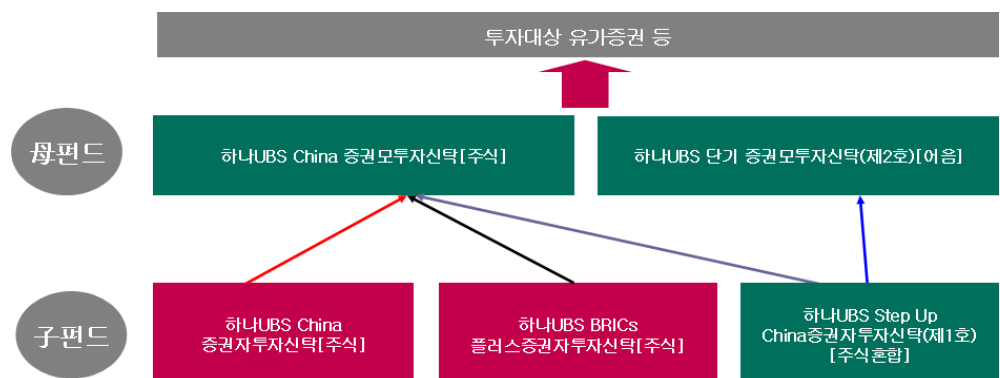 투자대상 유가증권 등
母펀드
하나UBS China 증권모투자신탁[주식]
하나UBS 단기 증권모투자신탁(제2호)[어음]
子펀드
하나UBS China
증권자투자신탁[주식]
하나UBS BRICs
플러스증권자투자신탁[주식]
하나UBS Step Up
China증권자투자신탁(제1호)
[주식혼합]